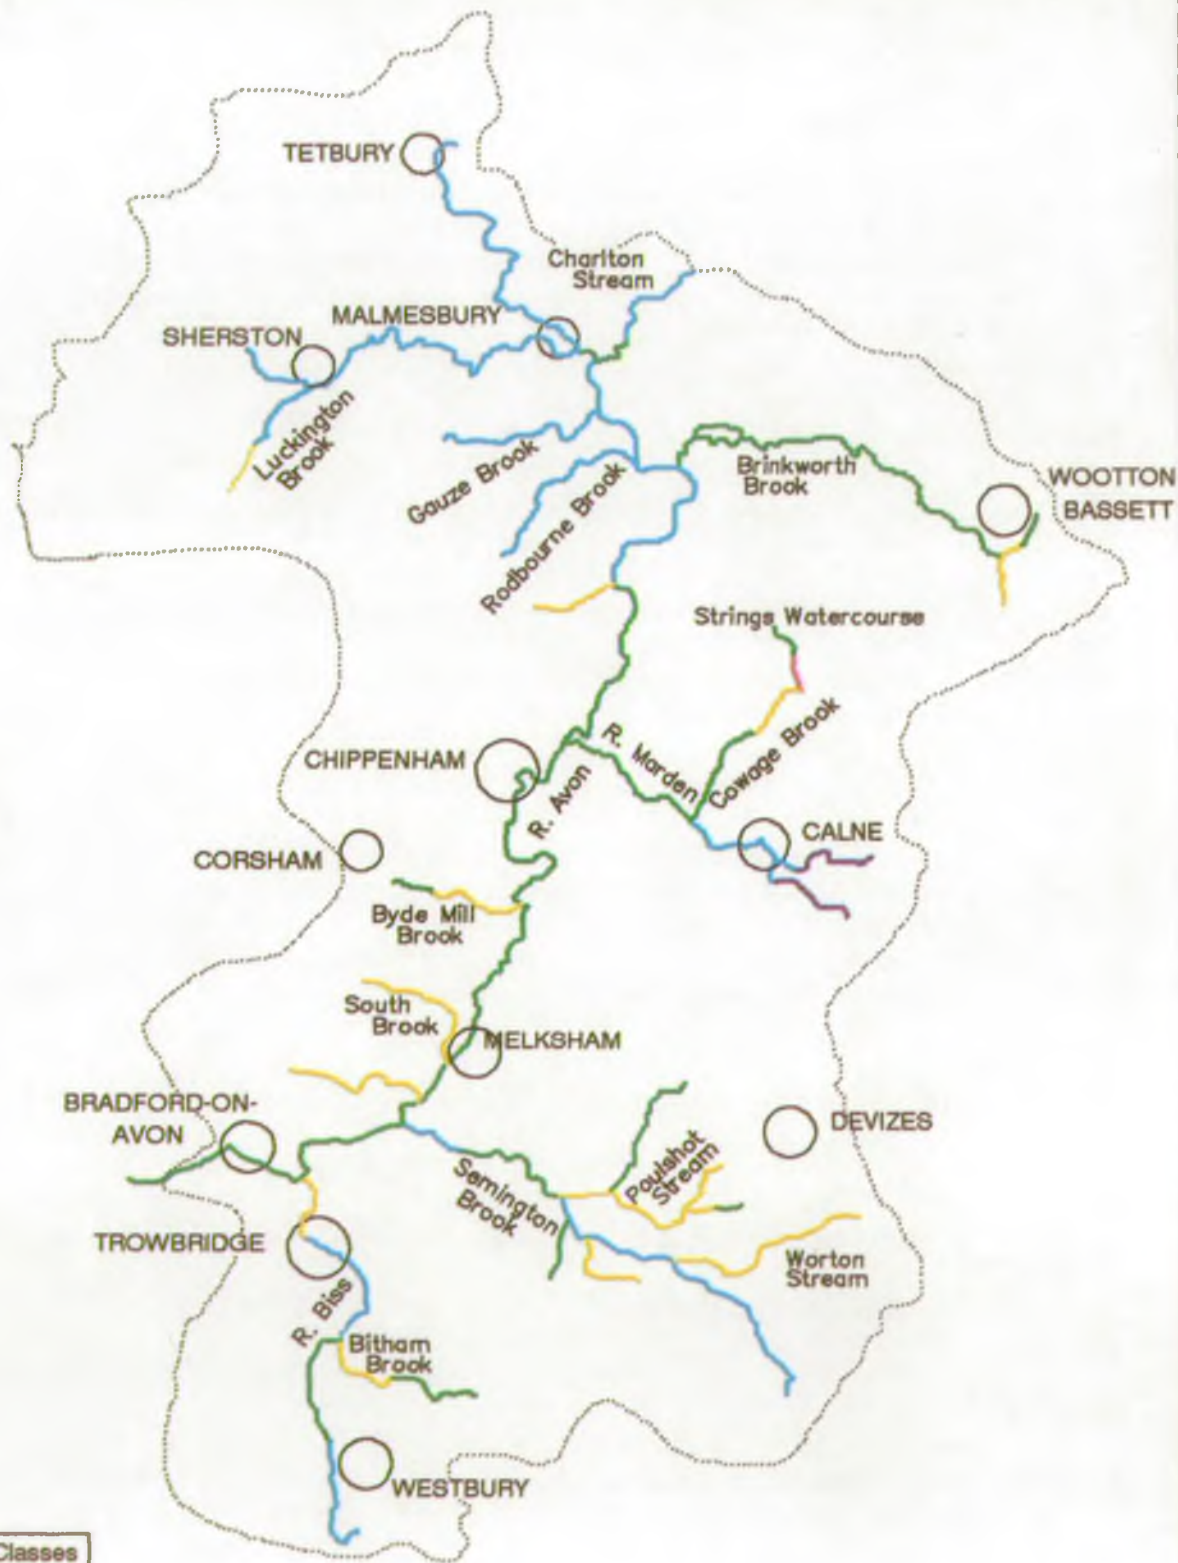 TETBURY
Charlton
Stream
MALMESBURY
SHERSTON
Luckington
Brook
Gauze Brook
Rodbourne Brook
Brinkworth
Brook
WOOTTON
BASSETT
Strings Watercourse
CHIPPENHAM
R. Marden
Cowage Brook
R. Avon
CALNE
CORSHAM
Byde Mill
Brook
South
Brook
MELKSHAM
BRADFORD-ON-
AVON
DEVIZES
Poulshot
Stream
Semington
Brook
TROWBRIDGE
Worton
Stream
R. Biss
Bitham
Brook
WESTBURY
Classes